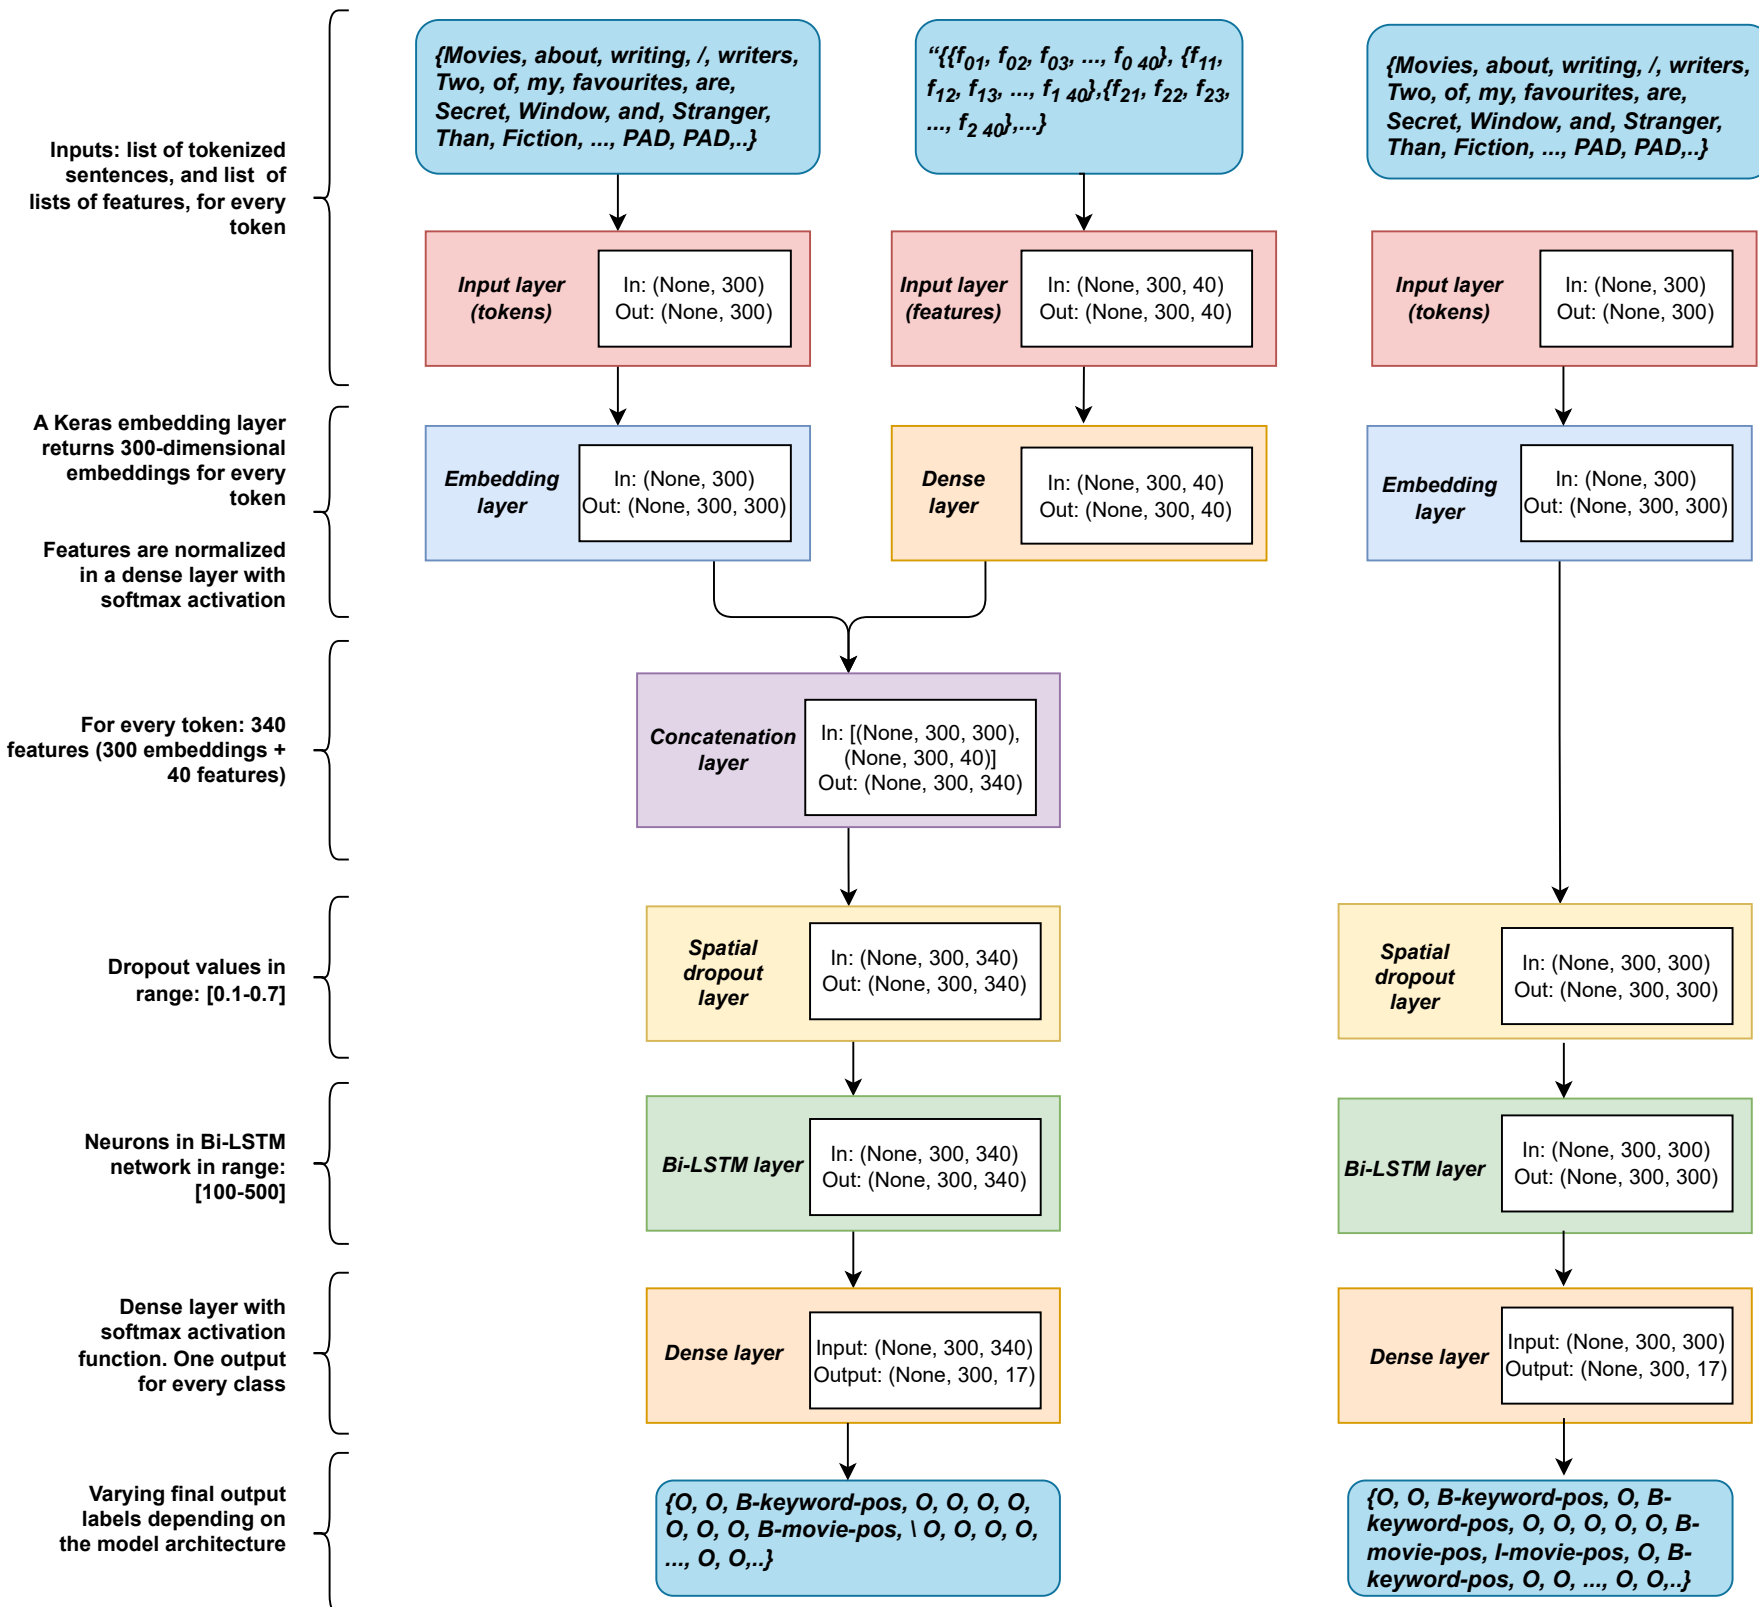 Inputs: list of tokenized
sentences, and list  of
lists of features, for every
token
{Movies, about, writing, /, writers,
Two, of, my, favourites, are,
Secret, Window, and, Stranger,
Than, Fiction, ..., PAD, PAD,..}
“{{f01, f02, f03, ..., f0 40}, {f11,
f12, f13, ..., f1 40},{f21, f22, f23,
..., f2 40},...}
{Movies, about, writing, /, writers,
Two, of, my, favourites, are,
Secret, Window, and, Stranger,
Than, Fiction, ..., PAD, PAD,..}
Input layer
(tokens)
In: (None, 300)
Out: (None, 300)
Input layer
(features)
In: (None, 300, 40)
Out: (None, 300, 40)
Input layer
(tokens)
In: (None, 300)
Out: (None, 300)
A Keras embedding layer
returns 300-dimensional
embeddings for every
token
Features are normalized
in a dense layer with
softmax activation
Embedding
layer
In: (None, 300)
Out: (None, 300, 300)
Dense
layer
In: (None, 300, 40)
Out: (None, 300, 40)
Embedding
layer
In: (None, 300)
Out: (None, 300, 300)
For every token: 340
features (300 embeddings +
40 features)
Concatenation
layer
In: [(None, 300, 300),
(None, 300, 40)]
Out: (None, 300, 340)
Dropout values in
range: [0.1-0.7]
Spatial
dropout
layer
In: (None, 300, 340)
Out: (None, 300, 340)
Spatial
dropout
layer
In: (None, 300, 300)
Out: (None, 300, 300)
Neurons in Bi-LSTM
network in range:
[100-500]
Bi-LSTM layer
In: (None, 300, 340)
Out: (None, 300, 340)
Bi-LSTM layer
In: (None, 300, 300)
Out: (None, 300, 300)
Dense layer with
softmax activation
function. One output
for every class
Dense layer
Input: (None, 300, 340)
Output: (None, 300, 17)
Dense layer
Input: (None, 300, 300)
Output: (None, 300, 17)
Varying final output
labels depending on
the model architecture
{O, O, B-keyword-pos, O, O, O, O,
O, O, O, B-movie-pos, \ O, O, O, O,
..., O, O,..}
{O, O, B-keyword-pos, O, B-
keyword-pos, O, O, O, O, O, B-
movie-pos, I-movie-pos, O, B-
keyword-pos, O, O, ..., O, O,..}